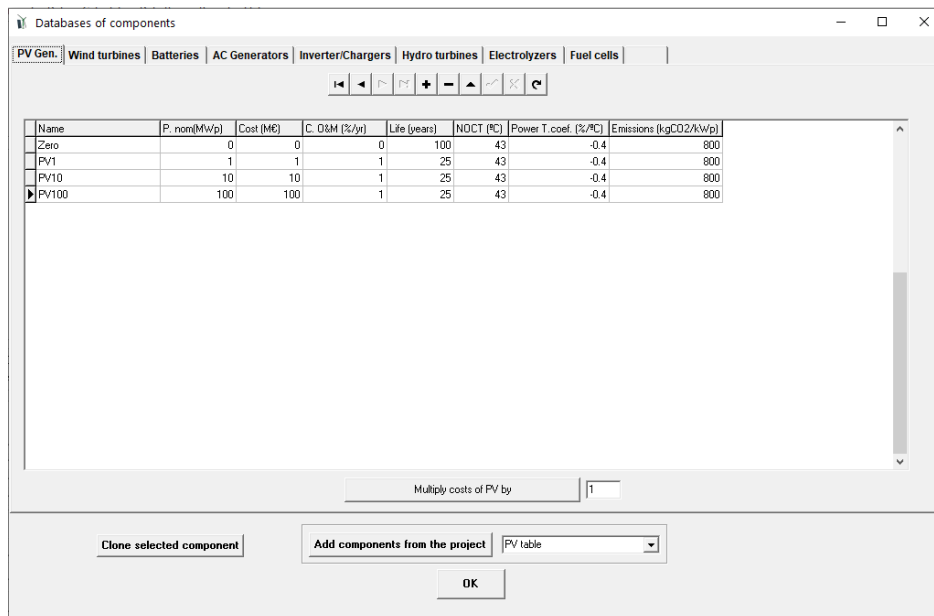 Databases of components
PV Gen. Wind turbines Batteries AC Generators Inverter/Chargers Hydro turbines Electrolyzers Fuel cells
Name P. nom(MWp) Cost (M€) C. O&M (%/yr) Life (years) NOCT (ºC) Power T.coef. (%/ºC) Emissions (kgCO2/kWp)
Zero 0 0 0 100 43 -0.4 800
PV1 1 1 1 25 43 -0.4 800
PV10 10 10 1 25 43 -0.4 800
PV100 100 100 1 25 43 -0.4 800
Multiply costs of PV by 1
Clone selected component Add components from the project PV table
OK